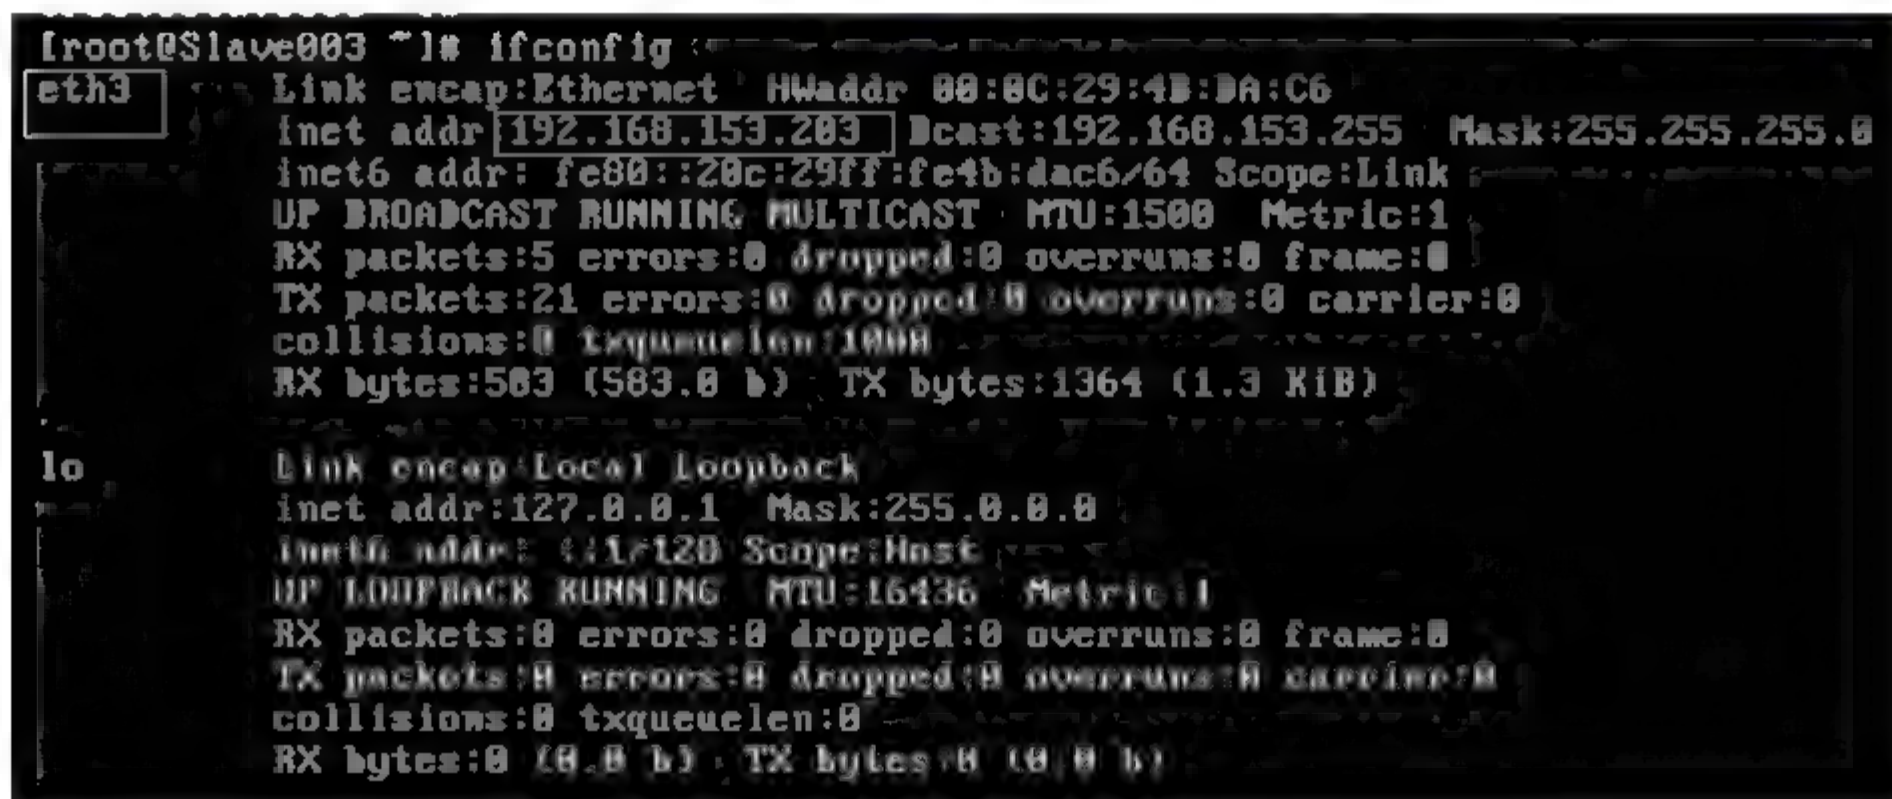 [root@Slave003 ~]# ifconfig
eth3 Link encap:Ethernet HWaddr 00:0C:29:4B:DA:C6
inet addr:192.168.153.203 Bcast:192.168.153.255 Mask:255.255.255.0
inet6 addr: fe80::20c:29ff:fe4b:dac6/64 Scope:Link
UP BROADCAST RUNNING MULTICAST MTU:1500 Metric:1
RX packets:5 errors:0 dropped:0 overruns:0 frame:0
TX packets:21 errors:0 dropped:0 overruns:0 carrier:0
collisions:0 txqueuelen:1000
RX bytes:583 (583.0 b) TX bytes:1364 (1.3 KiB)
lo Link encap:Local Loopback
inet addr:127.0.0.1 Mask:255.0.0.0
inet6 addr: ::1/128 Scope:Host
UP LOOPBACK RUNNING MTU:16436 Metric:1
RX packets:0 errors:0 dropped:0 overruns:0 frame:0
TX packets:0 errors:0 dropped:0 overruns:0 carrier:0
collisions:0 txqueuelen:0
RX bytes:0 (0.0 b) TX bytes:0 (0.0 b)